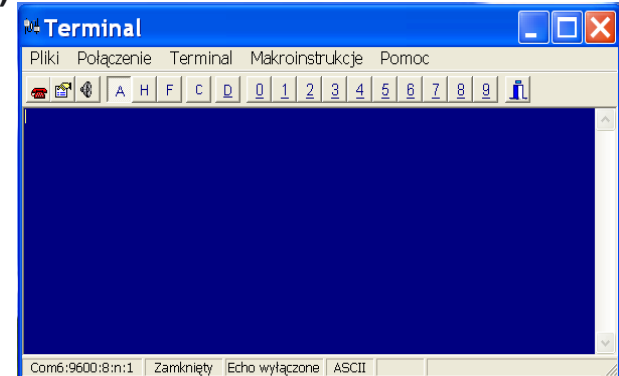 )
Terminal
Pliki Połączenie Terminal Makroinstrukcje Pomoc
A H F C D 0 1 2 3 4 5 6 7 8 9
Com6:9600:8:n:1 Zamknięty Echo wyłączone ASCII